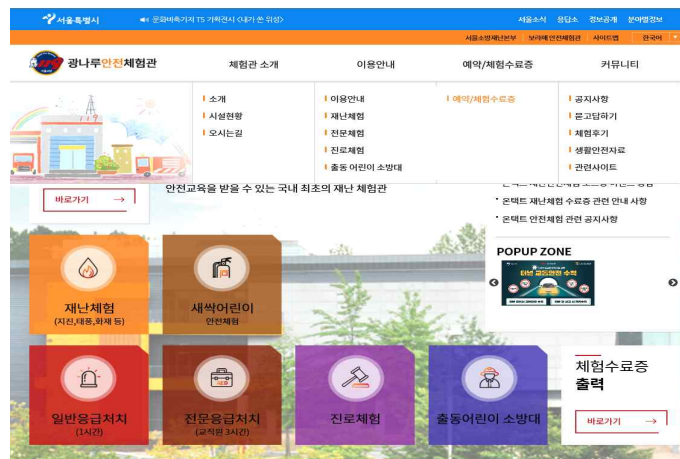 서울특별시
문화비축기지 T5 기획전시 <내가 쓴 위성>
서울소식 응답소 정보공개 분야별정보
서울소방재난본부 보라매안전체험관 사이트맵 한국어
광나루안전체험관
체험관 소개 이용안내 예약/체험수료증 커뮤니티
119
소개
시설현황
오시는길
이용안내
재난체험
전문체험
진로체험
출동 어린이 소방대
예약/체험수료증
공지사항
묻고답하기
체험후기
생활안전자료
관련사이트
안전교육을 받을 수 있는 국내 최초의 재난 체험관
바로가기 →
온택트 재난체험 수료증 관련 안내 사항
온택트 안전체험 관련 공지사항
POPUP ZONE
터널 교통안전 수칙
재난체험
(지진,태풍,화재 등)
새싹어린이
안전체험
일반응급처치
(1시간)
AED
전문응급처치
(교직원 3시간)
진로체험
출동어린이 소방대
체험수료증
출력
바로가기 →